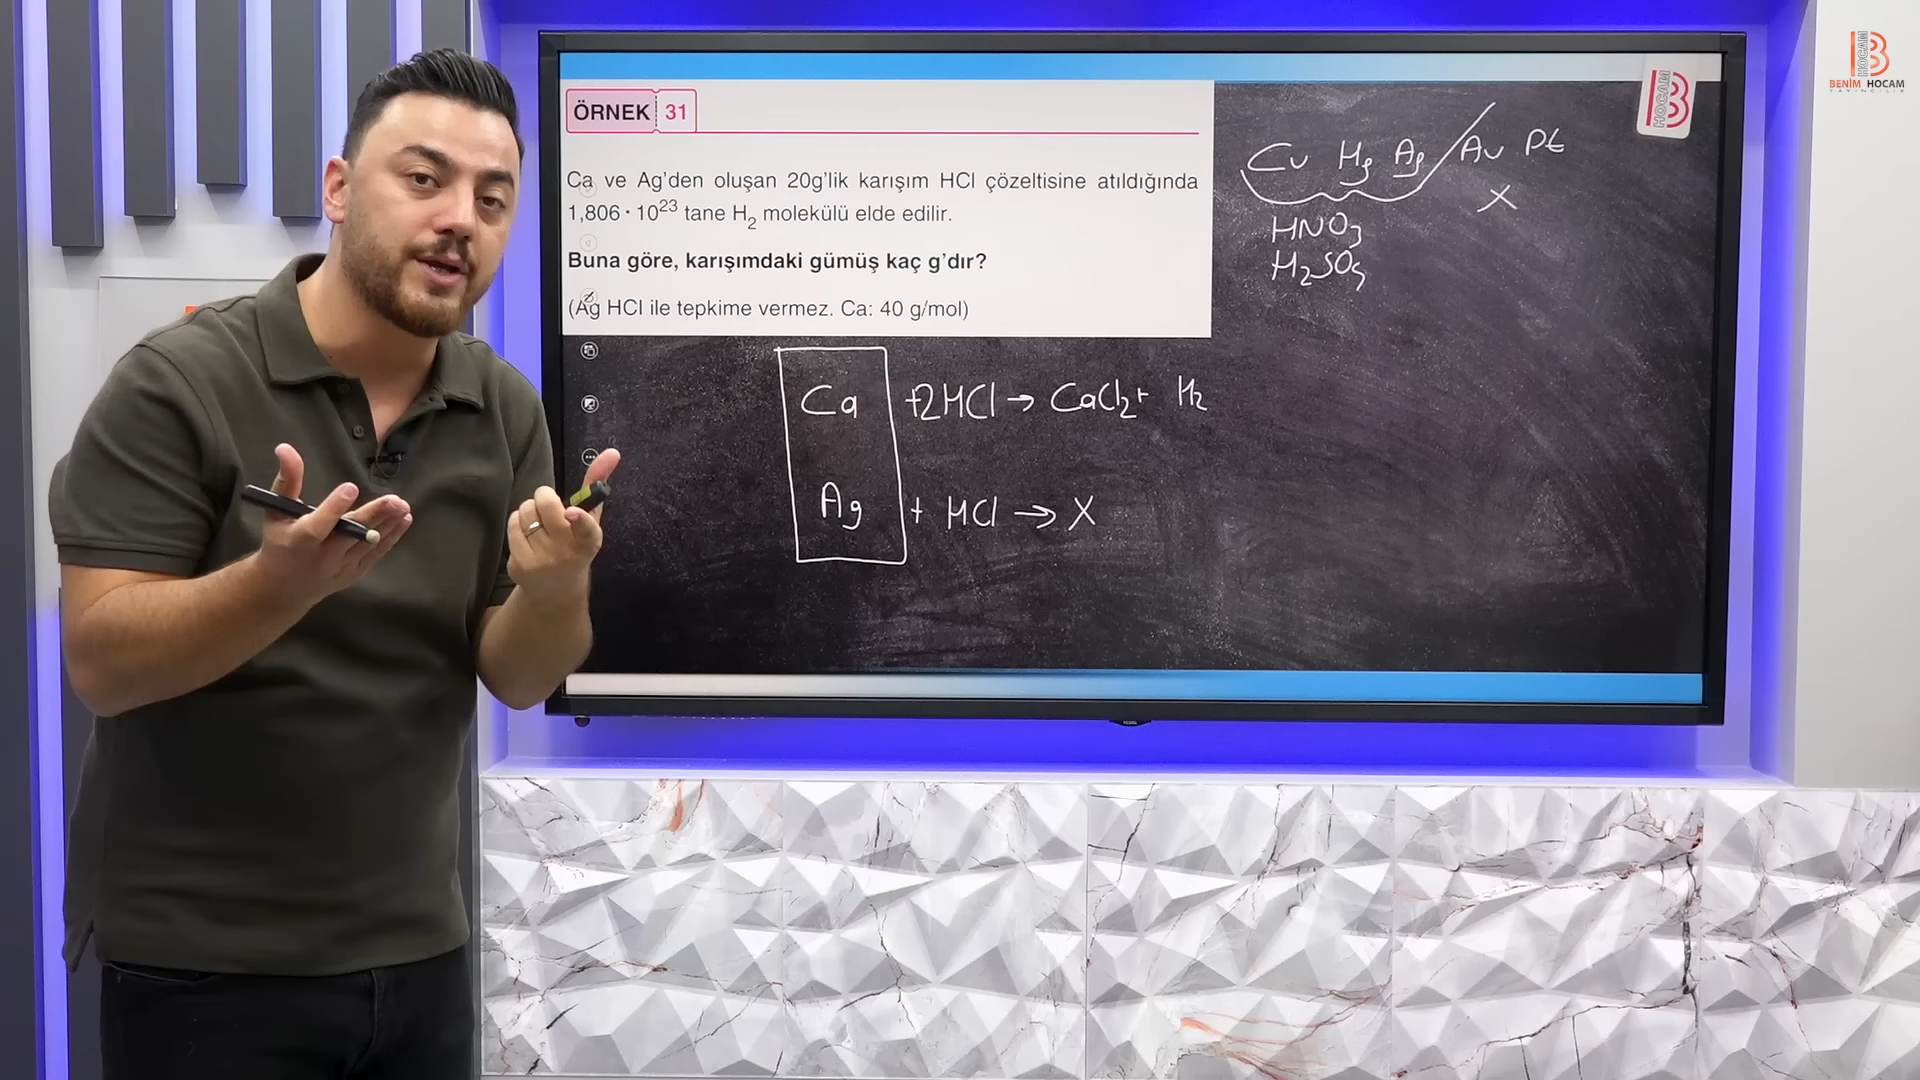 ÖRNEK 31
Ca ve Ag'den oluşan 20g'lik karışım HCl çözeltisine atıldığında
1,806 · 10²³ tane H₂ molekülü elde edilir.
Buna göre, karışımdaki gümüş kaç g'dır?
(Ag HCl ile tepkime vermez. Ca: 40 g/mol)
Ca +2HCl → CaCl₂ + H₂
Ag + HCl → X
Cu Hg Ag / Au Pt
X
HNO₃
H₂SO₄
B HOCAM
B HOCAM
BENİM HOCAM
YAYINCILIK